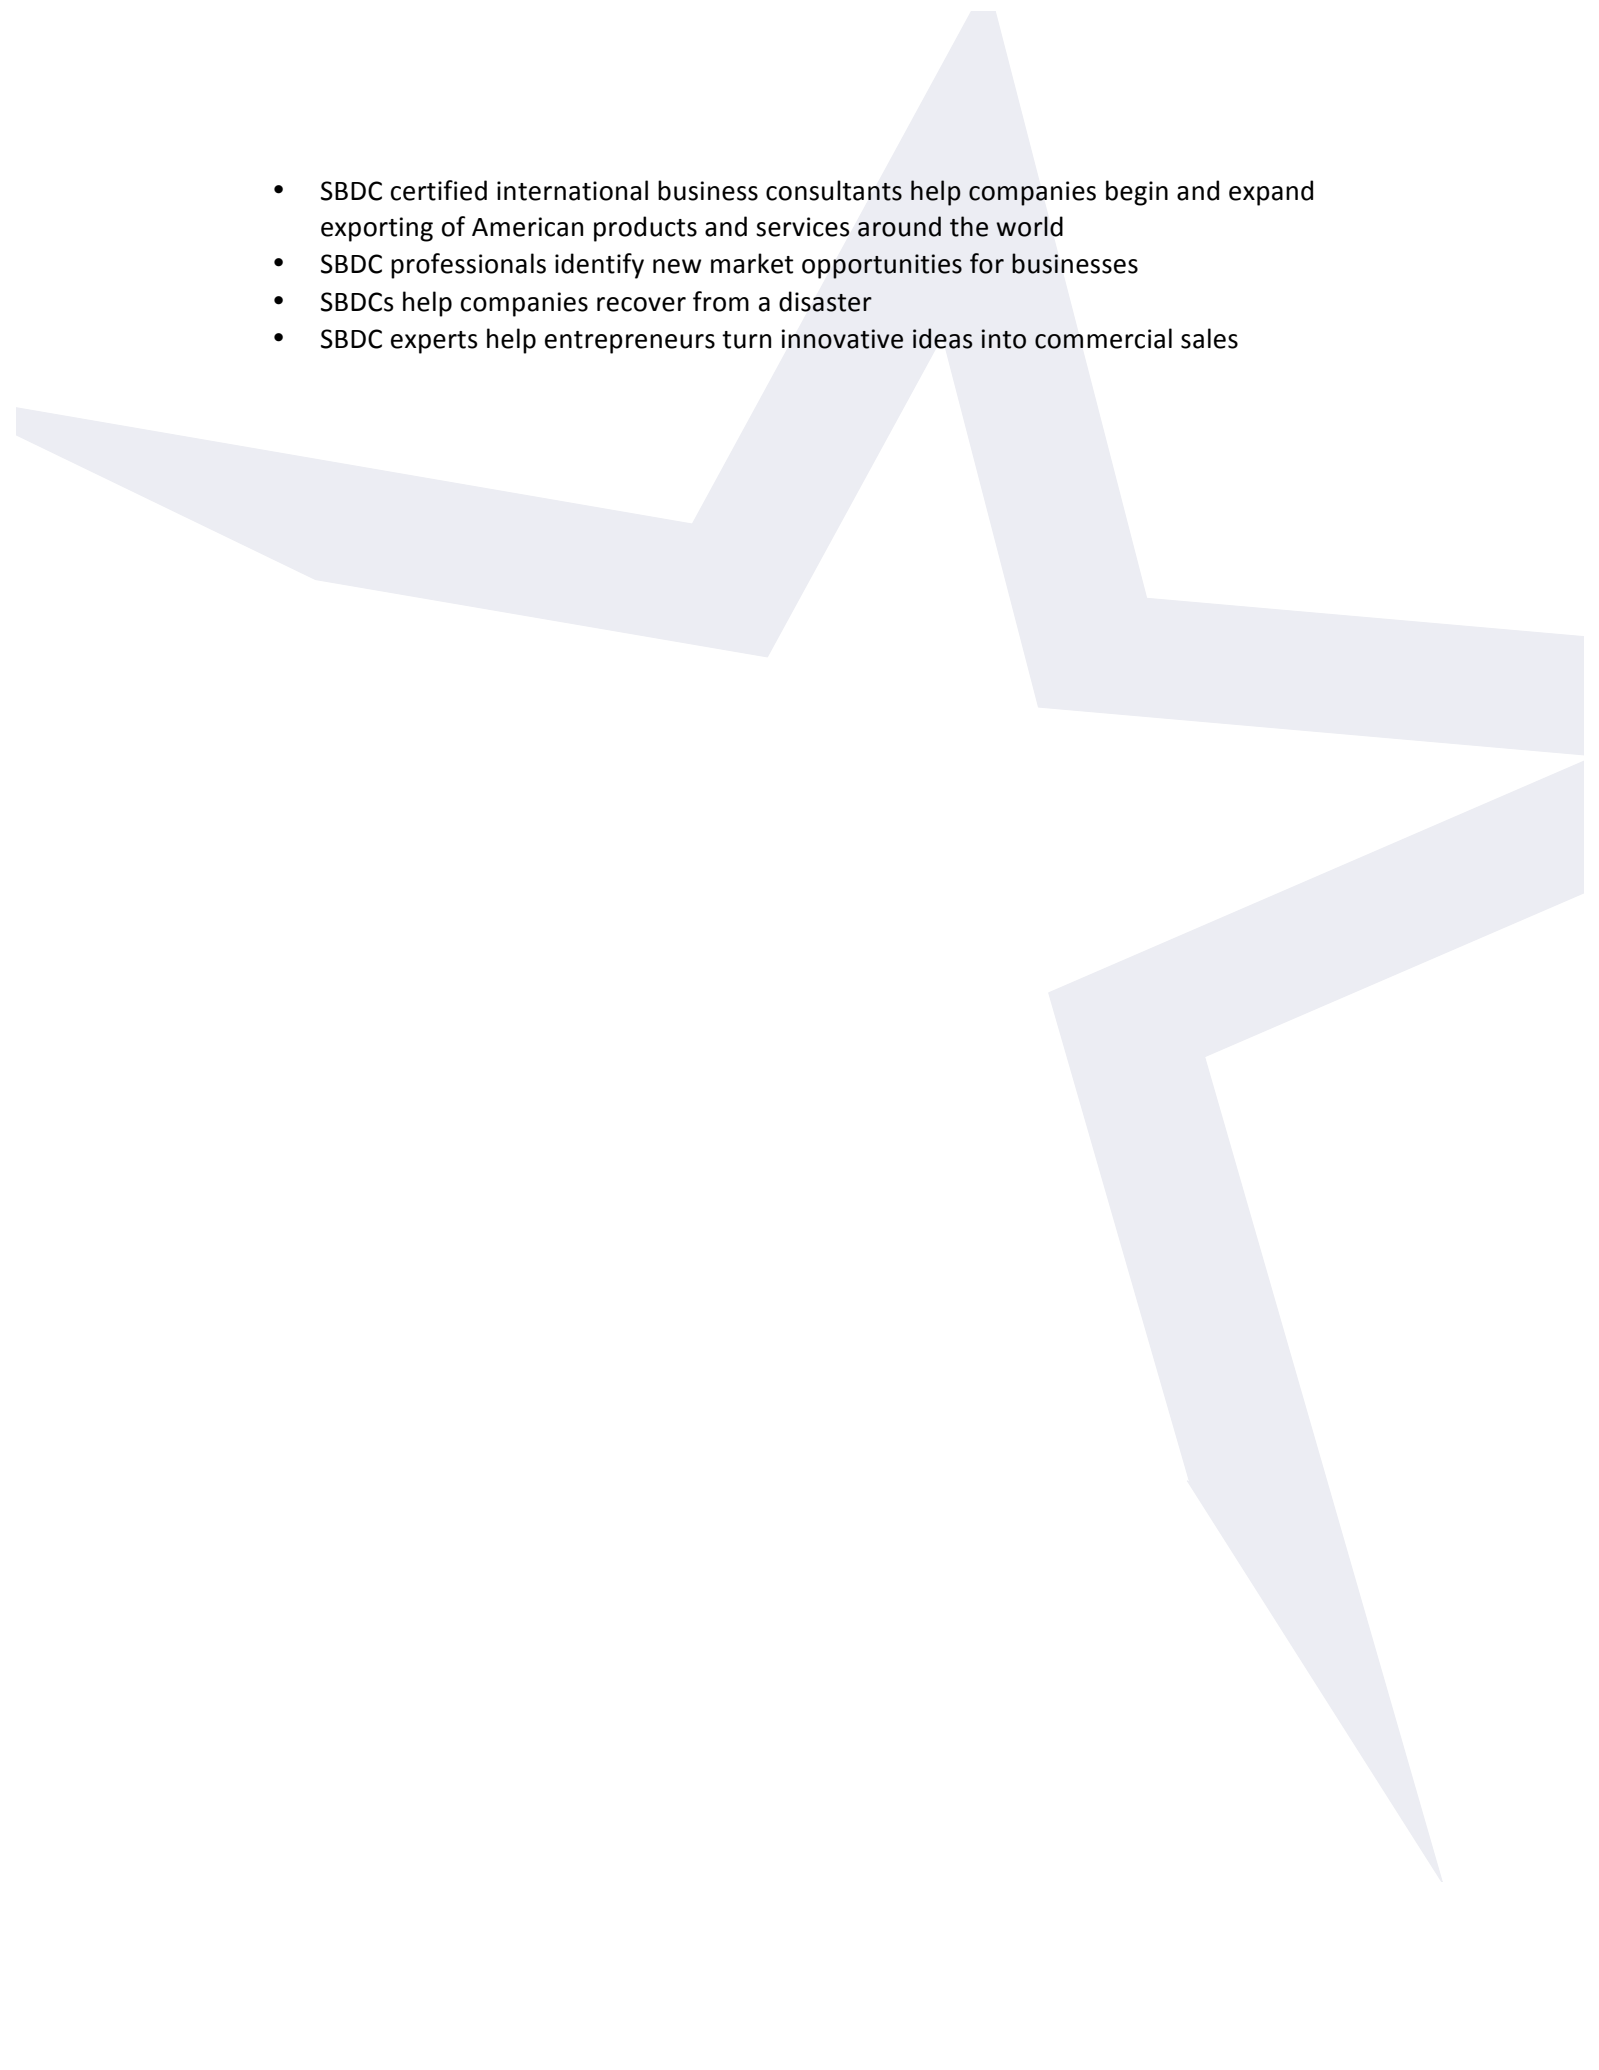 • SBDC certified international business consultants help companies begin and expand
exporting of American products and services around the world
• SBDC professionals identify new market opportunities for businesses
• SBDCs help companies recover from a disaster
• SBDC experts help entrepreneurs turn innovative ideas into commercial sales